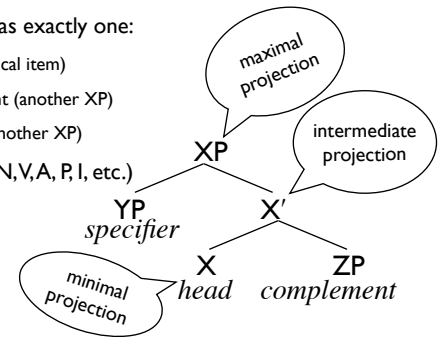 as exactly one:
cal item)
nt (another XP)
nother XP)
N, V, A, P, I, etc.)
maximal
projection
intermediate
projection
XP
YP
specifier
X′
X
head
ZP
complement
minimal
projection